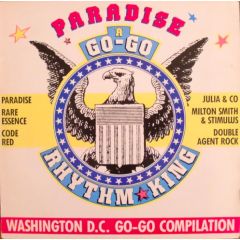 PARADISE
A
GO-GO
PARADISE
RARE
ESSENCE
CODE
RED
JULIA & CO
MILTON SMITH
& STIMULUS
DOUBLE
AGENT ROCK
RHYTHM★KING
WASHINGTON D.C. GO-GO COMPILATION